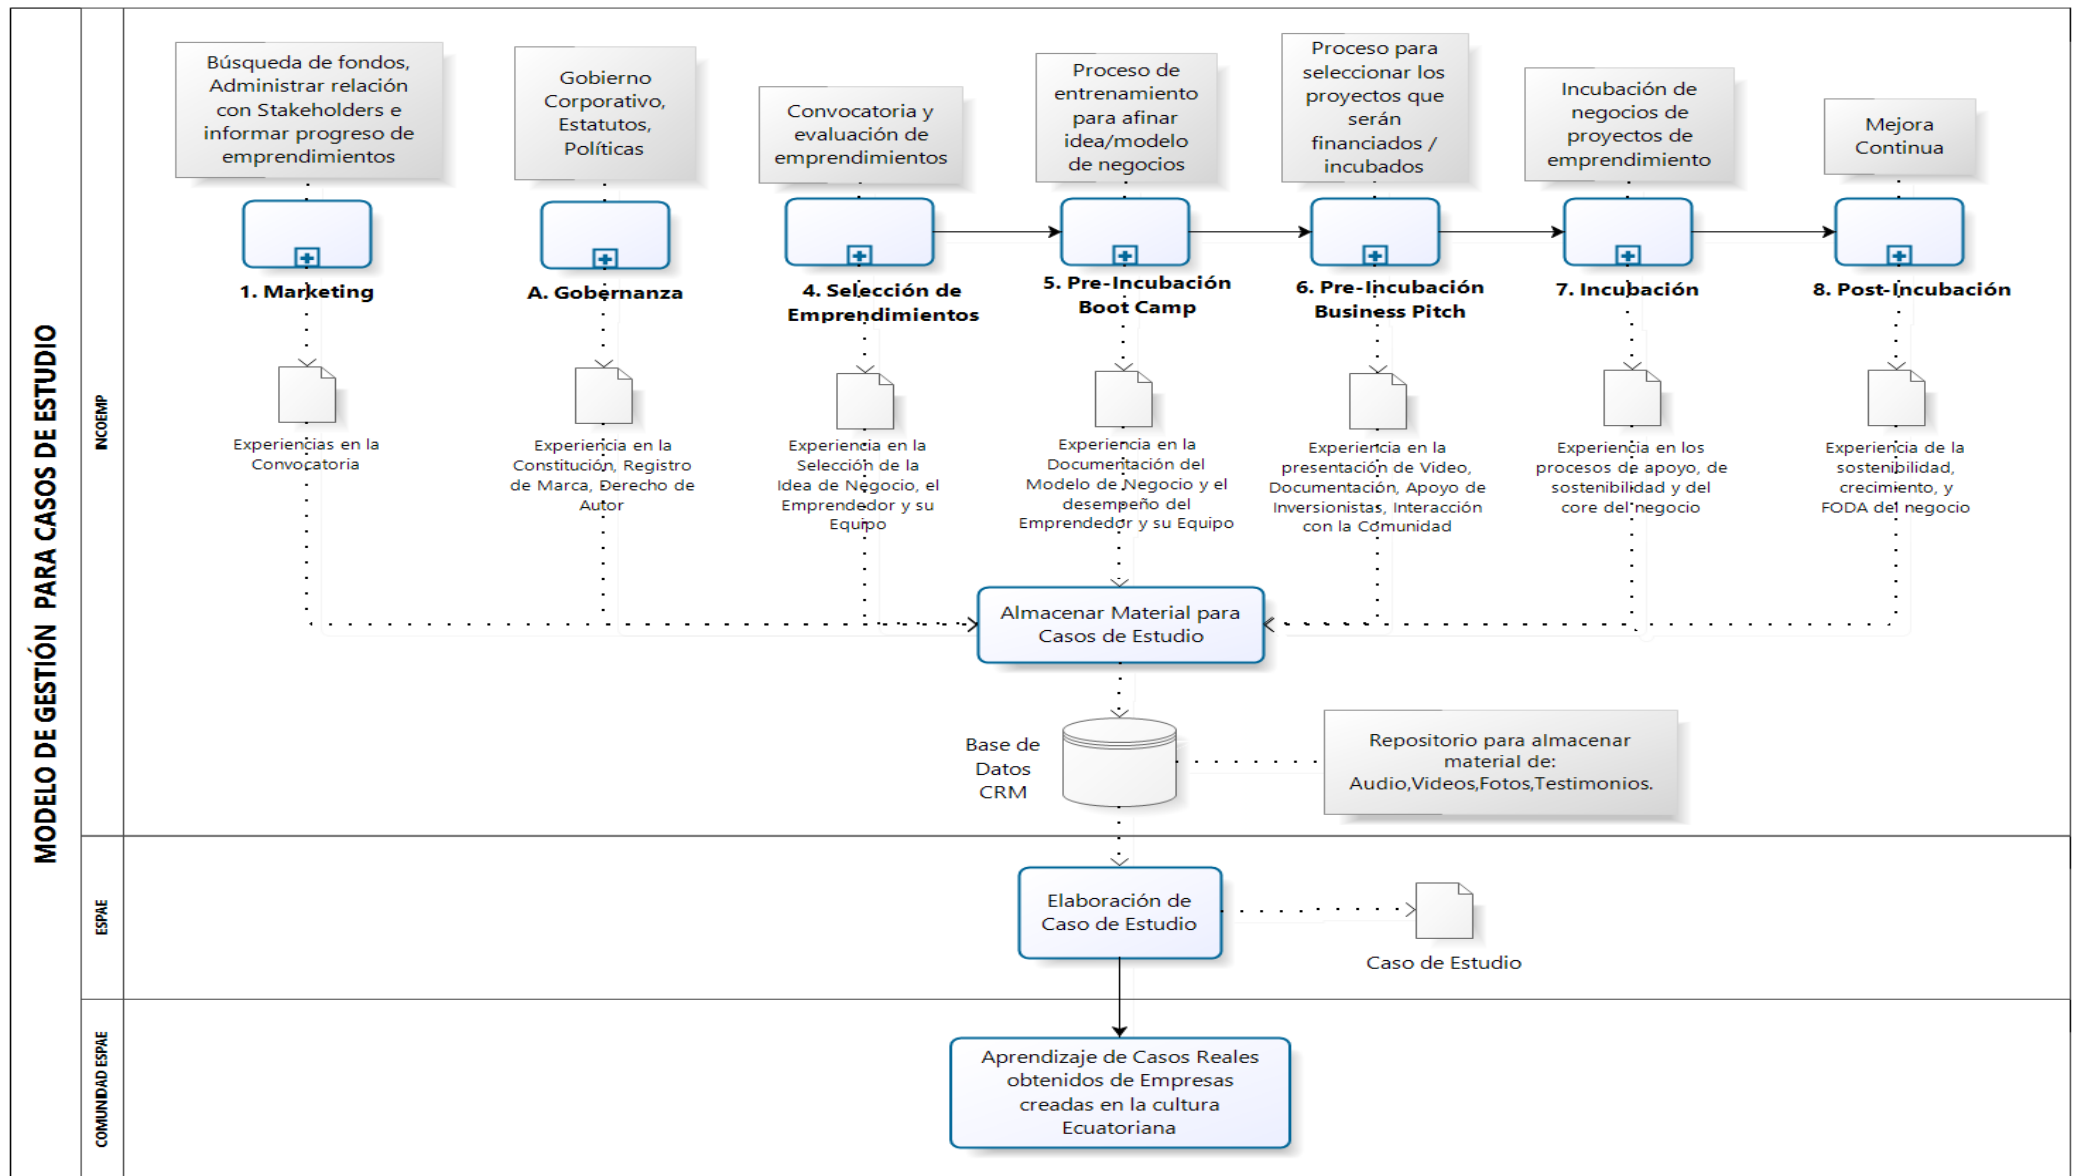 MODELO DE GESTIÓN PARA CASOS DE ESTUDIO
INCOEMP
Búsqueda de fondos,
Administrar relación
con Stakeholders e
informar progreso de
emprendimientos
Gobierno
Corporativo,
Estatutos,
Políticas
Convocatoria y
evaluación de
emprendimientos
Proceso de
entrenamiento
para afinar
idea/modelo
de negocios
Proceso para
seleccionar los
proyectos que
serán
financiados /
incubados
Incubación de
negocios de
proyectos de
emprendimiento
Mejora
Continua
1. Marketing
A. Gobernanza
4. Selección de
Emprendimientos
5. Pre-Incubación
Boot Camp
6. Pre-Incubación
Business Pitch
7. Incubación
8. Post-Incubación
Experiencias en la
Convocatoria
Experiencia en la
Constitución, Registro
de Marca, Derecho de
Autor
Experiencia en la
Selección de la
Idea de Negocio, el
Emprendedor y su
Equipo
Experiencia en la
Documentación del
Modelo de Negocio y el
desempeño del
Emprendedor y su Equipo
Experiencia en la
presentación de Video,
Documentación, Apoyo de
Inversionistas, Interacción
con la Comunidad
Experiencia en los
procesos de apoyo, de
sostenibilidad y del
core del negocio
Experiencia de la
sostenibilidad,
crecimiento, y
FODA del negocio
Almacenar Material para
Casos de Estudio
Base de
Datos
CRM
Repositorio para almacenar
material de:
Audio,Videos,Fotos,Testimonios.
ESPAE
Elaboración de
Caso de Estudio
Caso de Estudio
COMUNIDAD ESPAE
Aprendizaje de Casos Reales
obtenidos de Empresas
creadas en la cultura
Ecuatoriana